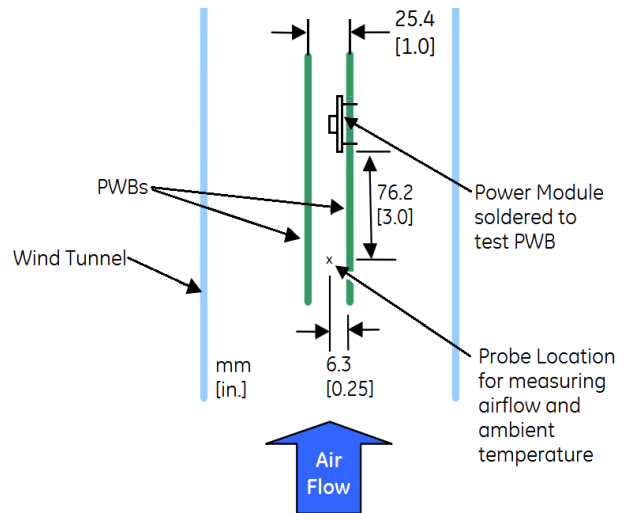 25.4
[1.0]
PWBs
76.2
[3.0]
Power Module
soldered to
test PWB
Wind Tunnel
x
mm
[in.]
6.3
[0.25]
Probe Location
for measuring
airflow and
ambient
temperature
Air
Flow